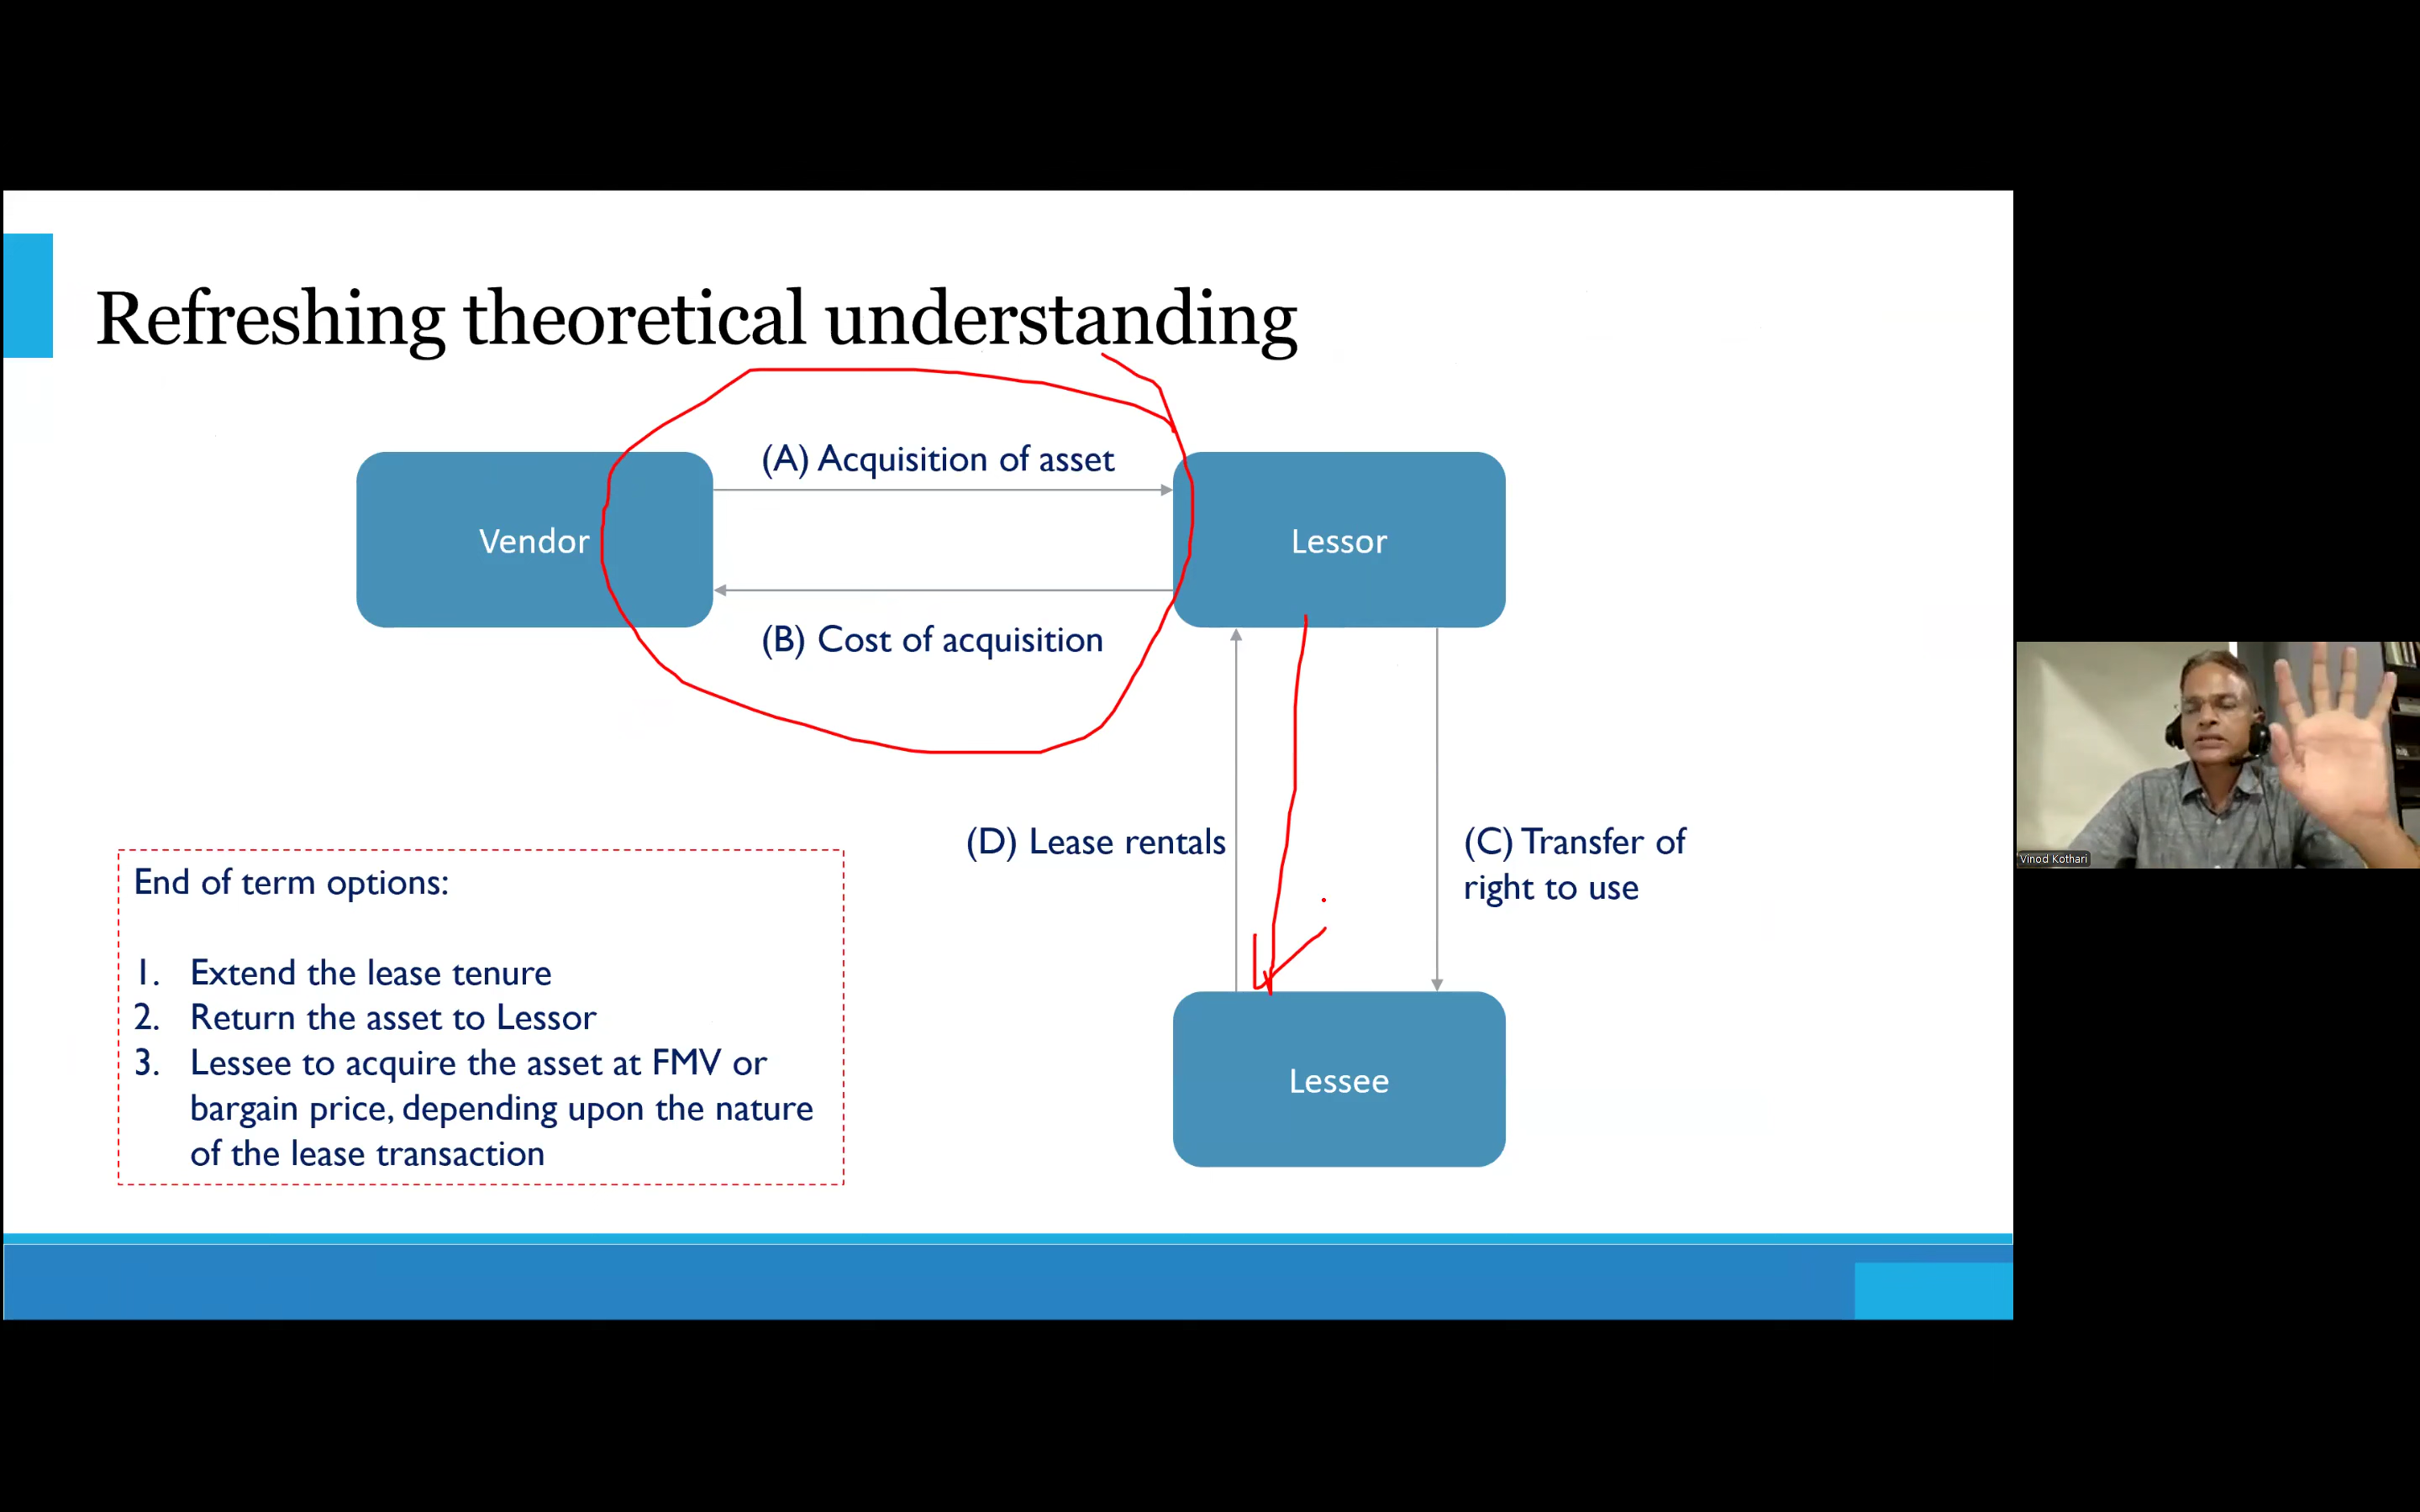 Refreshing theoretical understanding
(A) Acquisition of asset
Vendor
Lessor
(B) Cost of acquisition
(D) Lease rentals
(C) Transfer of
right to use
End of term options:
1. Extend the lease tenure
2. Return the asset to Lessor
3. Lessee to acquire the asset at FMV or
bargain price, depending upon the nature
of the lease transaction
Lessee
Vinod Kothari